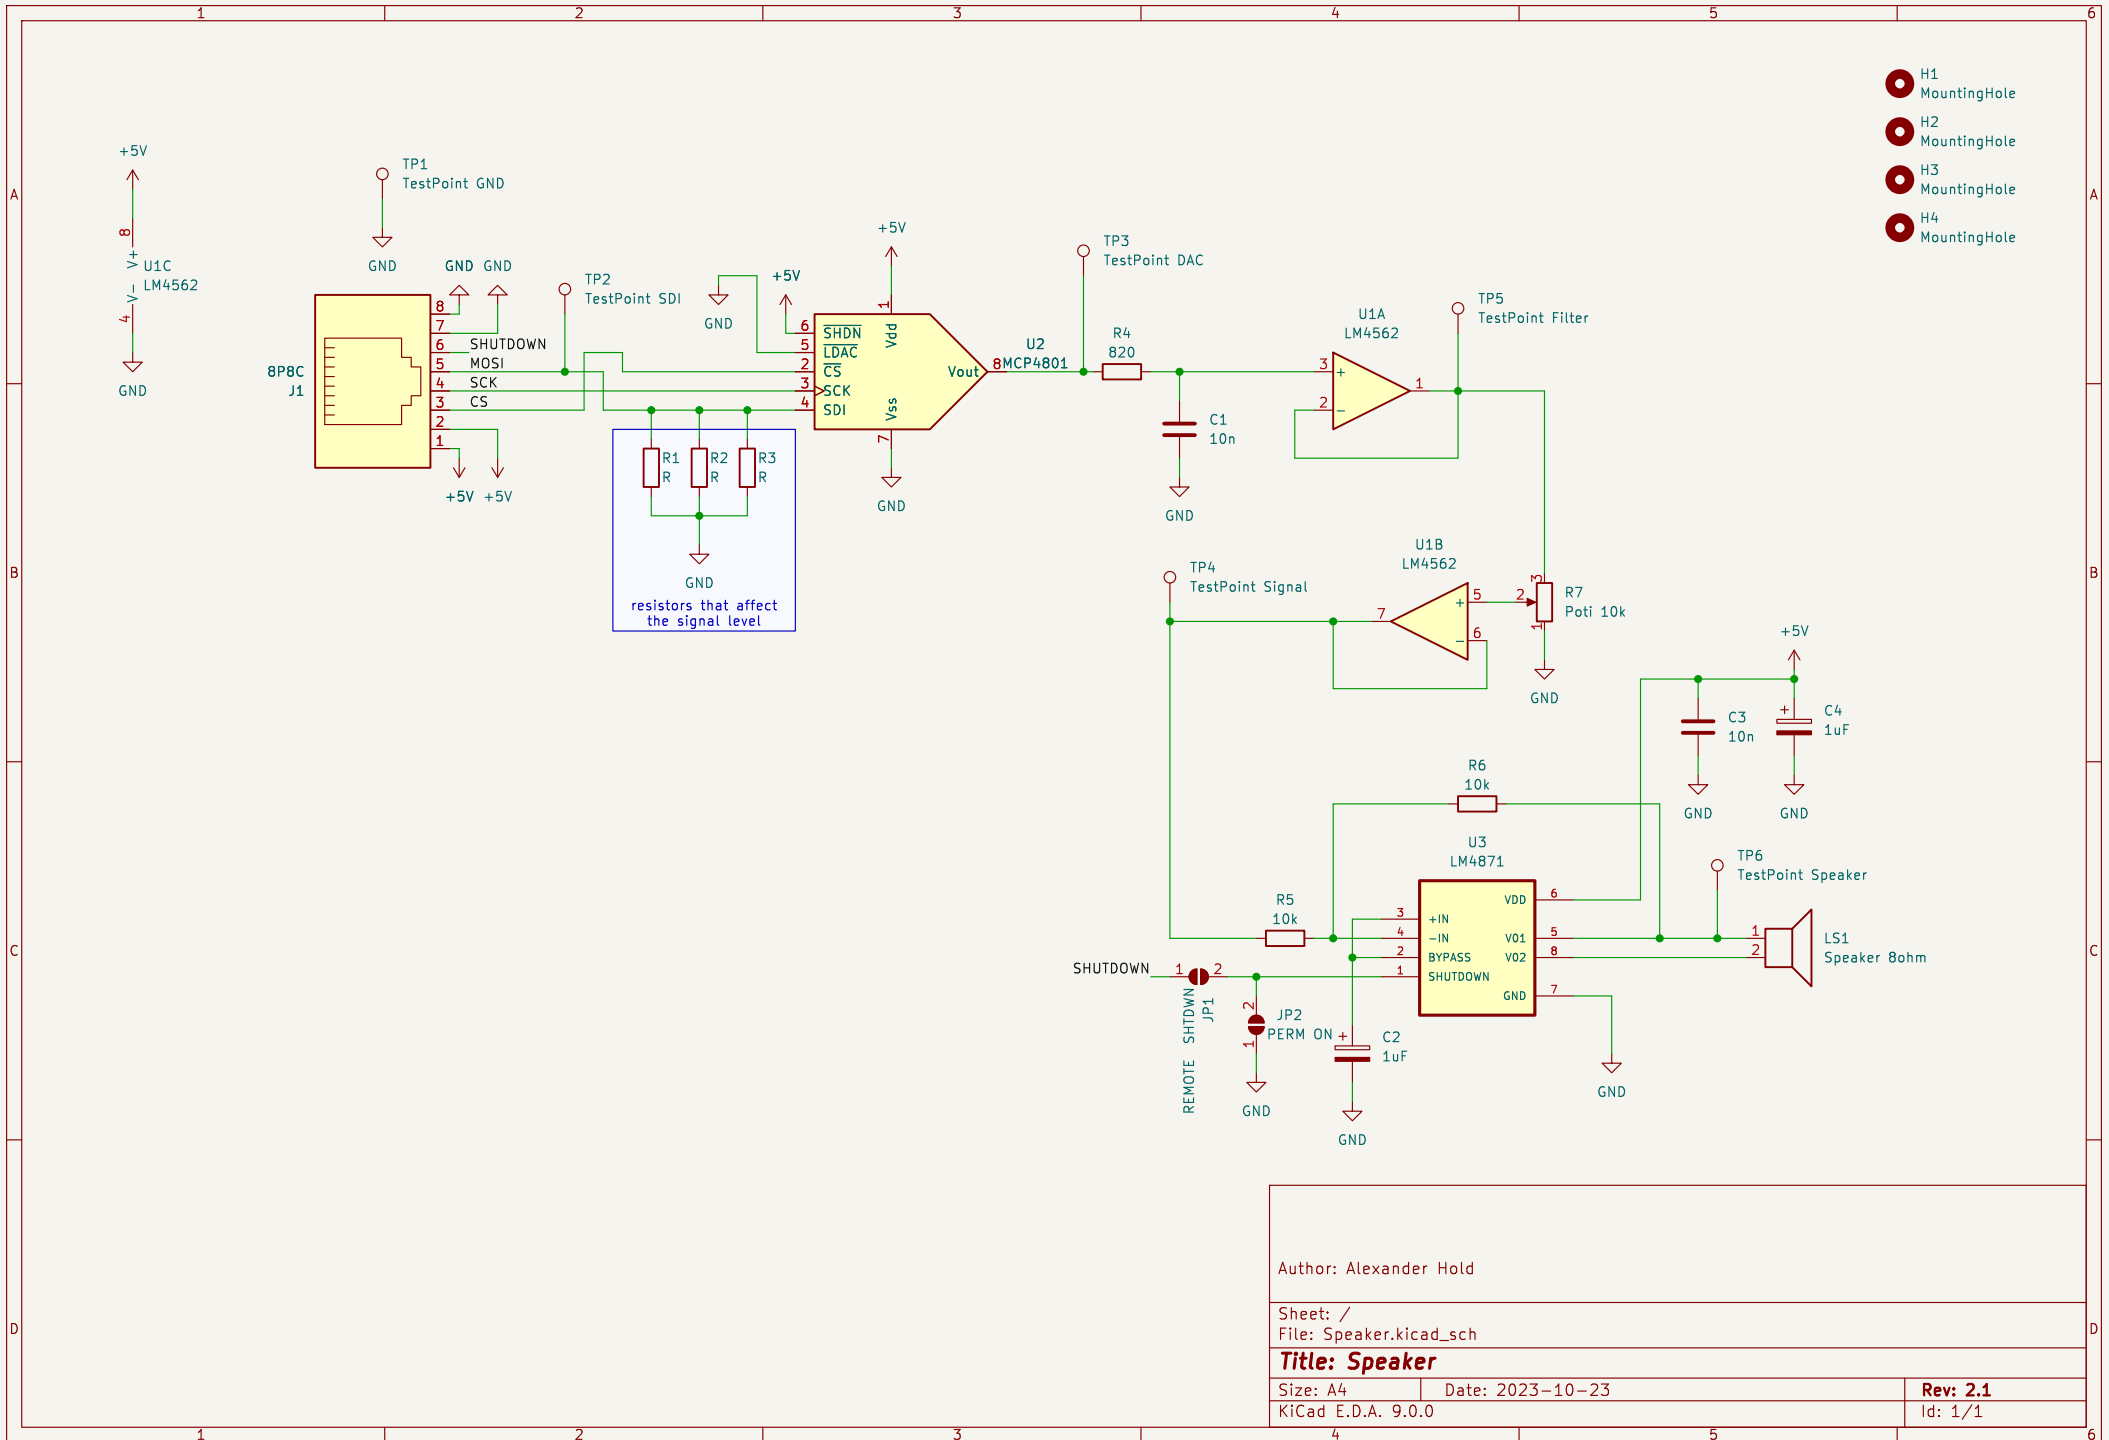 1 2 3 4 5 6
A
B
C
D
H1
MountingHole
H2
MountingHole
H3
MountingHole
H4
MountingHole
+5V
8
V+
U1C
LM4562
V-
4
GND
TP1
TestPoint GND
GND
GND GND
8P8C
J1
8
7
6
5
4
3
2
1
SHUTDOWN
MOSI
SCK
CS
+5V +5V
TP2
TestPoint SDI
GND
+5V
+5V
1
Vdd
6 SHDN
5 LDAC
2 CS
3 SCK
4 SDI
Vss
7
GND
Vout
8
U2
MCP4801
R1
R
R2
R
R3
R
GND
resistors that affect
the signal level
TP3
TestPoint DAC
R4
820
C1
10n
GND
U1A
LM4562
3 +
2 −
1
TP5
TestPoint Filter
U1B
LM4562
5 +
6 −
7
TP4
TestPoint Signal
3
2
1
R7
Poti 10k
GND
+5V
C3
10n
GND
+
C4
1uF
GND
R6
10k
U3
LM4871
R5
10k
3 +IN
4 -IN
2 BYPASS
1 SHUTDOWN
VDD 6
VO1 5
VO2 8
GND 7
GND
TP6
TestPoint Speaker
1
2
LS1
Speaker 8ohm
SHUTDOWN
1 2
JP1
REMOTE SHTDWN
2
1
JP2
PERM ON
GND
+
C2
1uF
GND
Author: Alexander Hold
Sheet: /
File: Speaker.kicad_sch
Title: Speaker
Size: A4
Date: 2023-10-23
Rev: 2.1
KiCad E.D.A. 9.0.0
Id: 1/1
A
B
C
D
1 2 3 4 5 6